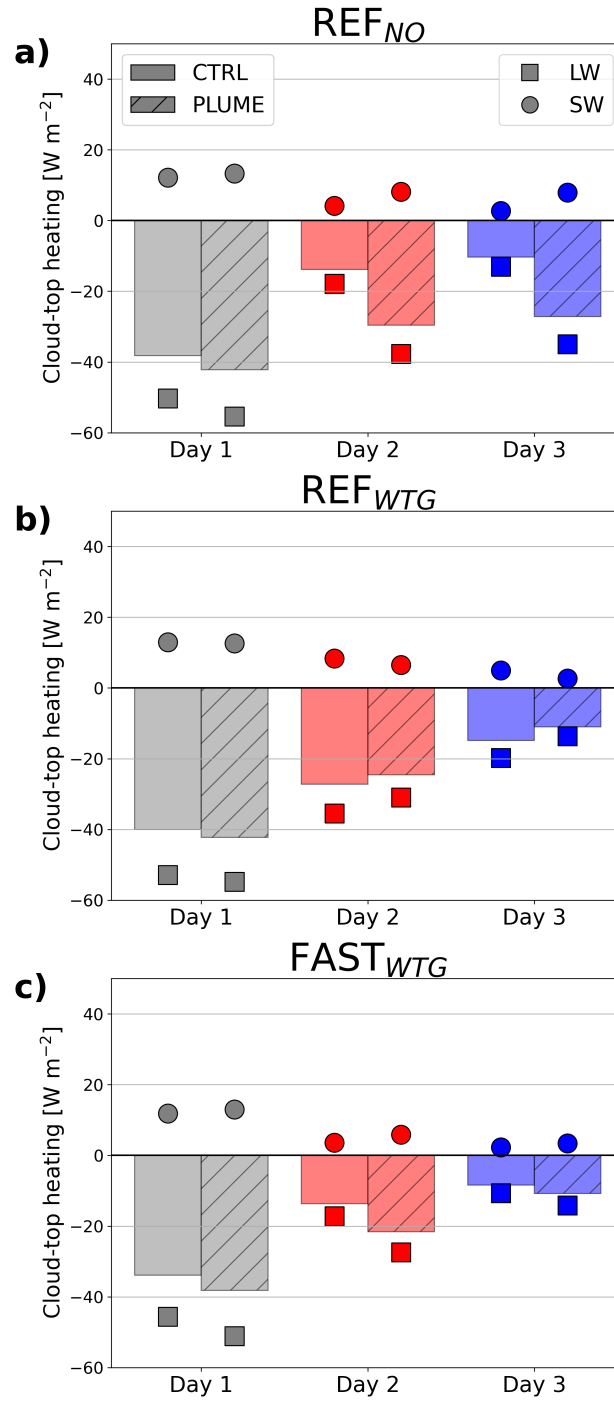 REF_NO
a)
CTRL
PLUME
LW
SW
Cloud-top heating [W m⁻²]
40
20
0
−20
−40
−60
Day 1
Day 2
Day 3
REF_WTG
b)
Cloud-top heating [W m⁻²]
40
20
0
−20
−40
−60
Day 1
Day 2
Day 3
FAST_WTG
c)
Cloud-top heating [W m⁻²]
40
20
0
−20
−40
−60
Day 1
Day 2
Day 3